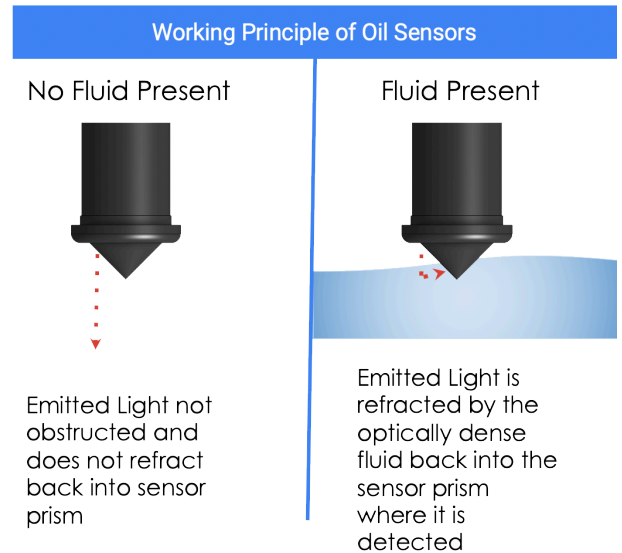 Working Principle of Oil Sensors
No Fluid Present
Emitted Light not
obstructed and
does not refract
back into sensor
prism
Fluid Present
Emitted Light is
refracted by the
optically dense
fluid back into the
sensor prism
where it is
detected